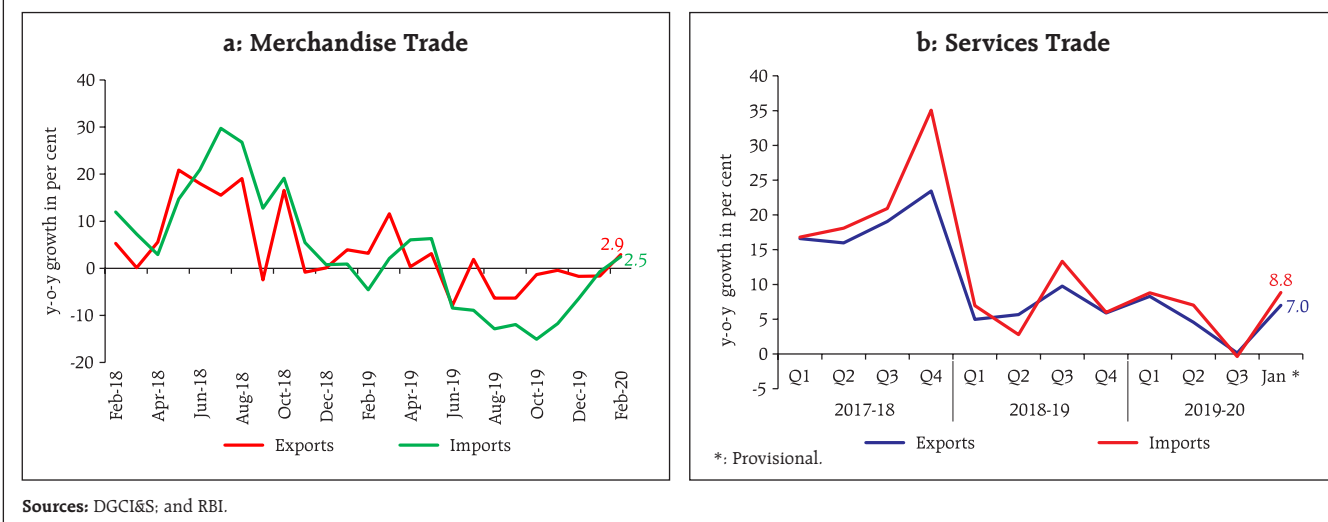 a: Merchandise Trade
y-o-y growth in per cent
40
30
20
10
0
-10
-20
2.9
2.5
Feb-18
Apr-18
Jun-18
Aug-18
Oct-18
Dec-18
Feb-19
Apr-19
Jun-19
Aug-19
Oct-19
Dec-19
Feb-20
Exports
Imports
b: Services Trade
y-o-y growth in per cent
40
35
30
25
20
15
10
5
0
-5
8.8
7.0
Q1 Q2 Q3 Q4 Q1 Q2 Q3 Q4 Q1 Q2 Q3 Jan *
2017-18 2018-19 2019-20
Exports
Imports
*: Provisional.
Sources: DGCI&S; and RBI.